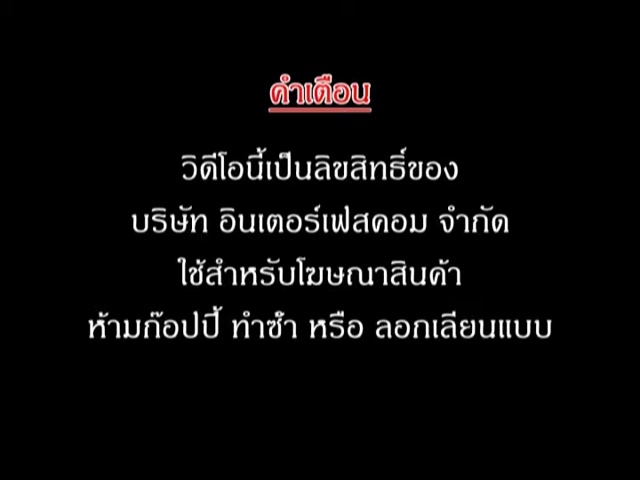 คำเตือน
วิดีโอนี้เป็นลิขสิทธิ์ของ
บริษัท อินเตอร์เฟสคอม จำกัด
ใช้สำหรับโฆษณาสินค้า
ห้ามก๊อปปี้ ทำซ้ำ หรือ ลอกเลียนแบบ